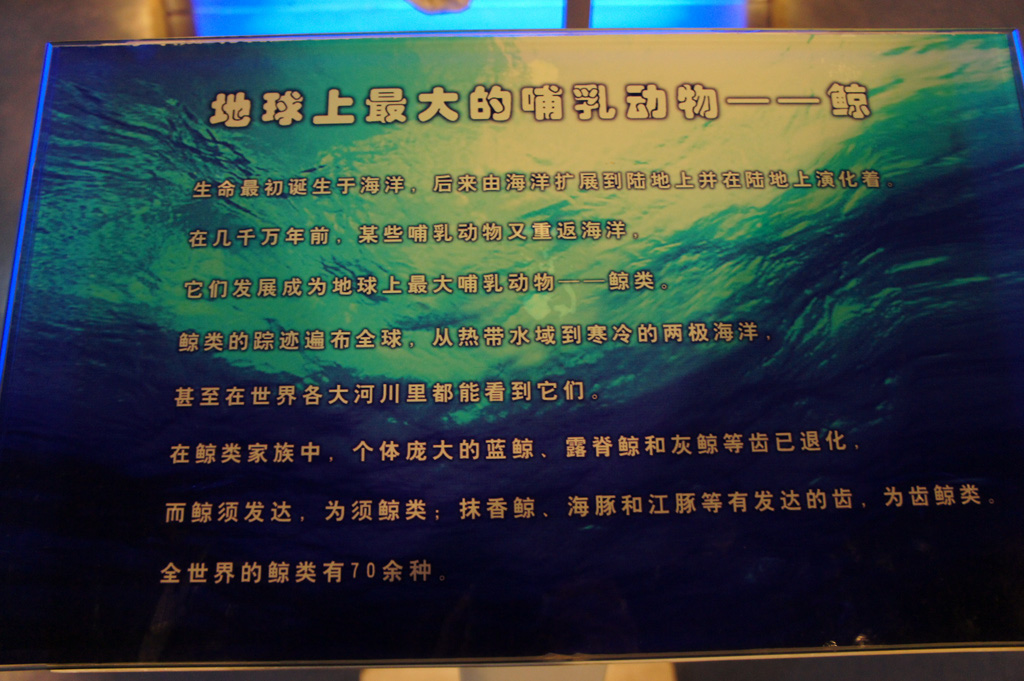 地球上最大的哺乳动物——鲸
生命最初诞生于海洋，后来由海洋扩展到陆地上并在陆地上演化着。
在几千万年前，某些哺乳动物又重返海洋，
它们发展成为地球上最大哺乳动物——鲸类。
鲸类的踪迹遍布全球，从热带水域到寒冷的两极海洋，
甚至在世界各大河川里都能看到它们。
在鲸类家族中，个体庞大的蓝鲸、露脊鲸和灰鲸等齿已退化，
而鲸须发达，为须鲸类；抹香鲸、海豚和江豚等有发达的齿，为齿鲸类。
全世界的鲸类有70余种。